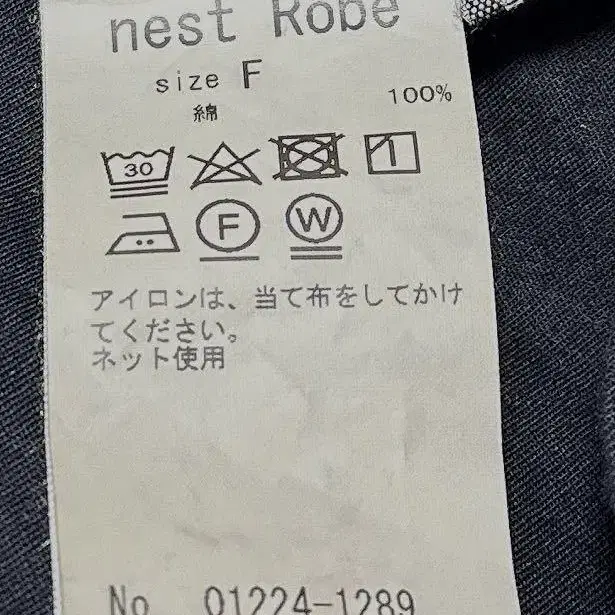 nest Robe
size F
綿 100%
30
F W
アイロンは、当て布をしてかけ
てください。
ネット使用
No 01224-1289